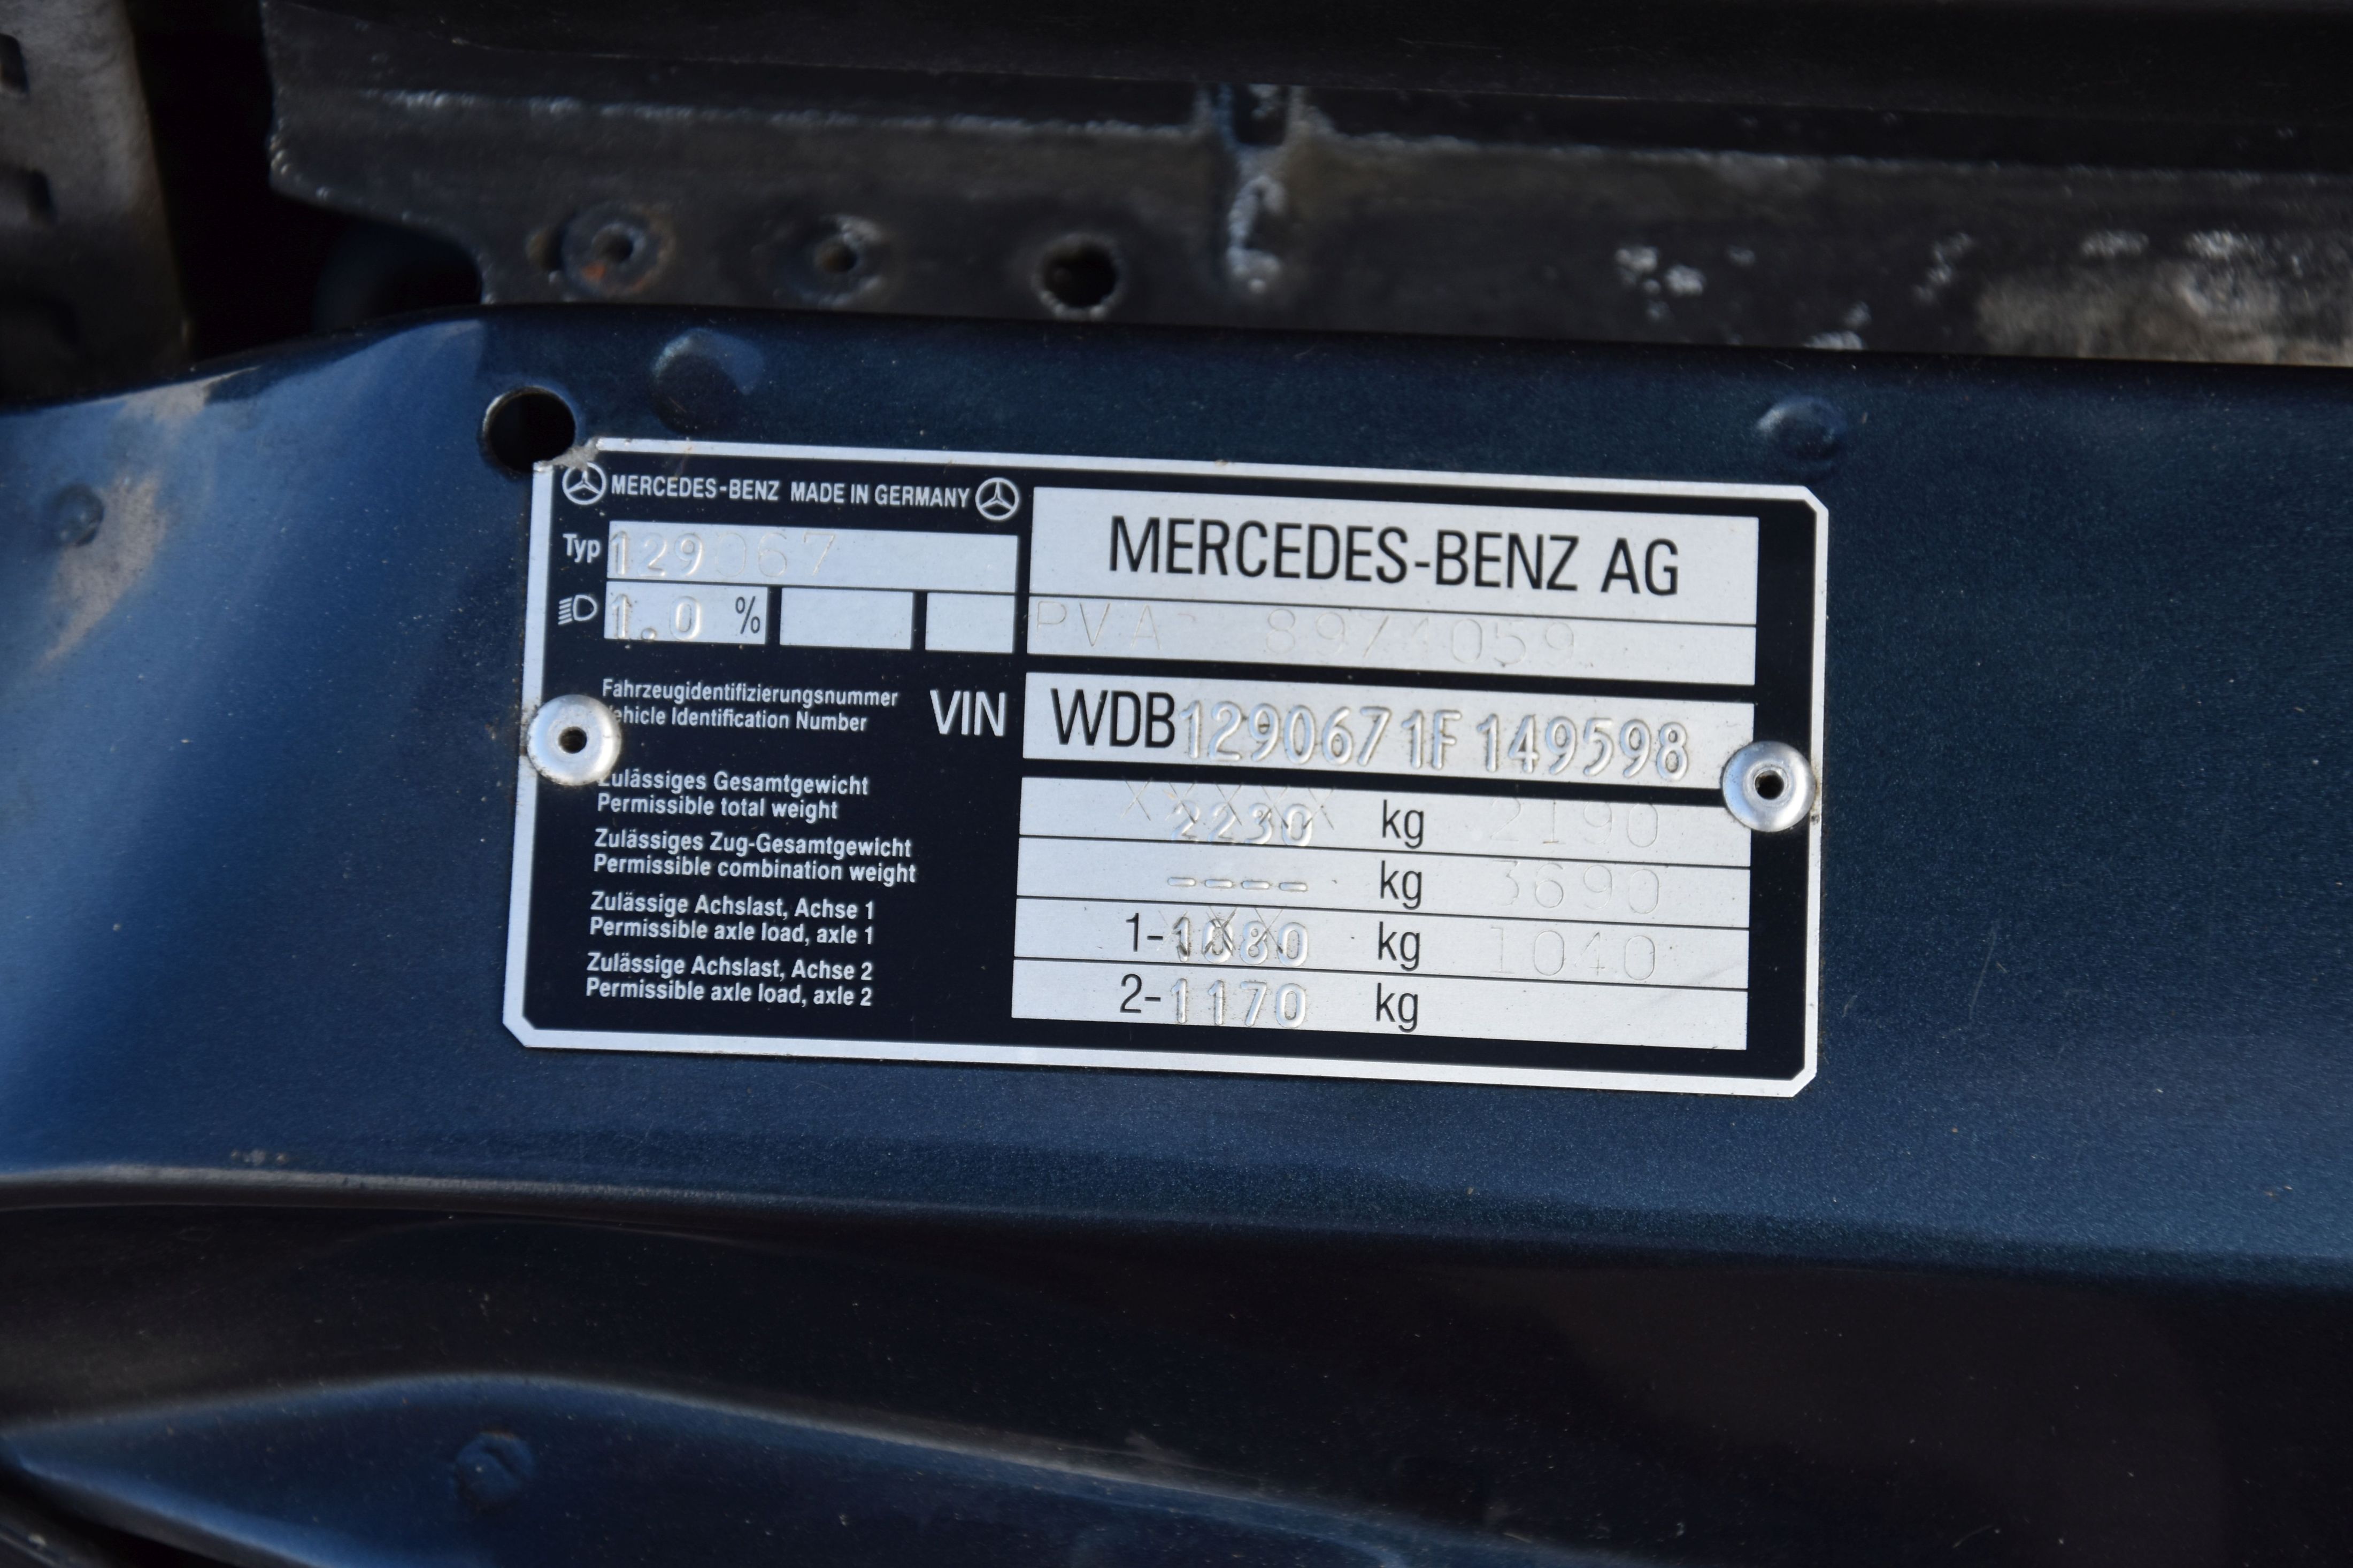 MERCEDES-BENZ MADE IN GERMANY
MERCEDES-BENZ AG
Typ 129067
1.0 %
PVA 8974059
Fahrzeugidentifizierungsnummer
ehicle Identification Number
VIN WDB1290671F149598
Zulässiges Gesamtgewicht
Permissible total weight
XXXXX
2230 kg 2190
Zulässiges Zug-Gesamtgewicht
Permissible combination weight
---- kg 3690
Zulässige Achslast, Achse 1
Permissible axle load, axle 1
1-1080 kg 1040
Zulässige Achslast, Achse 2
Permissible axle load, axle 2
2-1170 kg